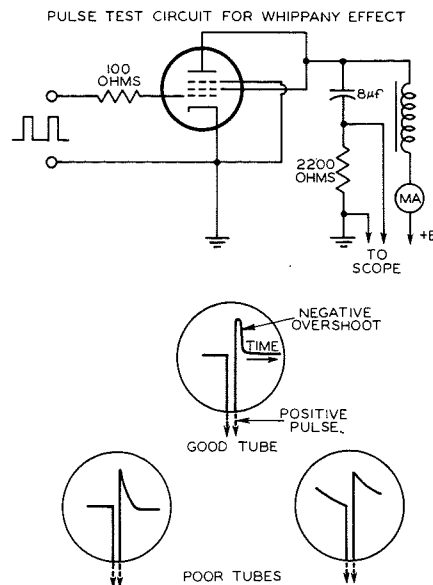 PULSE TEST CIRCUIT FOR WHIPPANY EFFECT
100
OHMS
8μf
2200
OHMS
MA
+B
TO
SCOPE
NEGATIVE
OVERSHOOT
TIME
POSITIVE
PULSE
GOOD TUBE
POOR TUBES